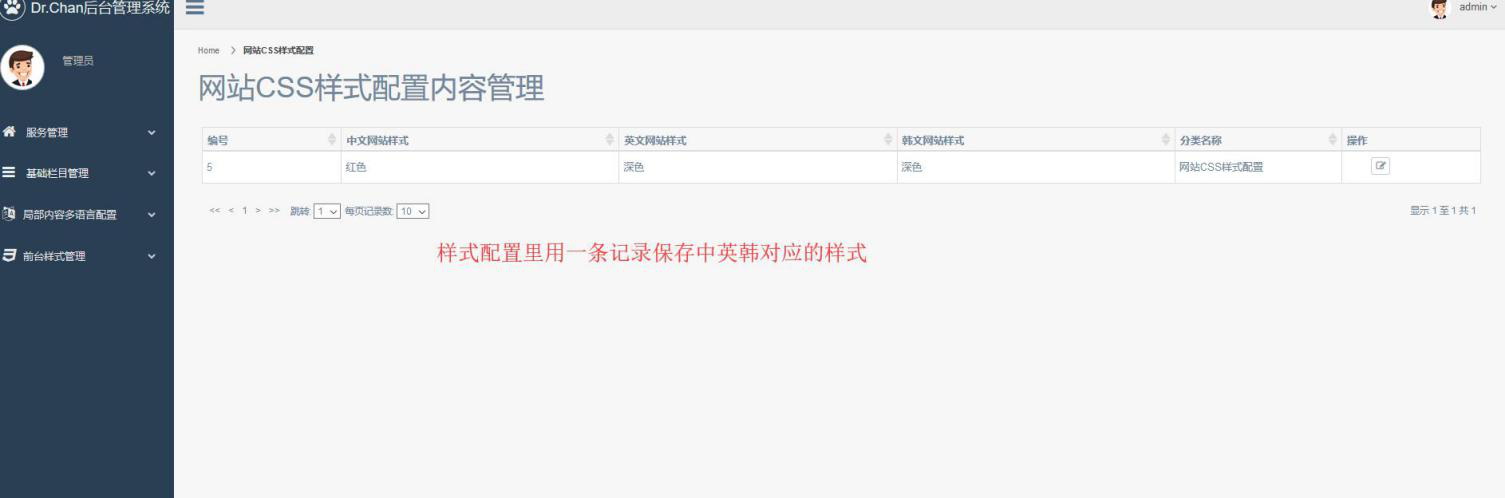 Dr.Chan后台管理系统
admin
管理员
Home > 网站CSS样式配置
网站CSS样式配置内容管理
服务管理
基础栏目管理
局部内容多语言配置
前台样式管理
编号 中文网站样式 英文网站样式 韩文网站样式 分类名称 操作
5 红色 深色 深色 网站CSS样式配置
<< < 1 > >> 跳转: 1 每页记录数: 10 显示 1 至 1 共 1
样式配置里用一条记录保存中英韩对应的样式